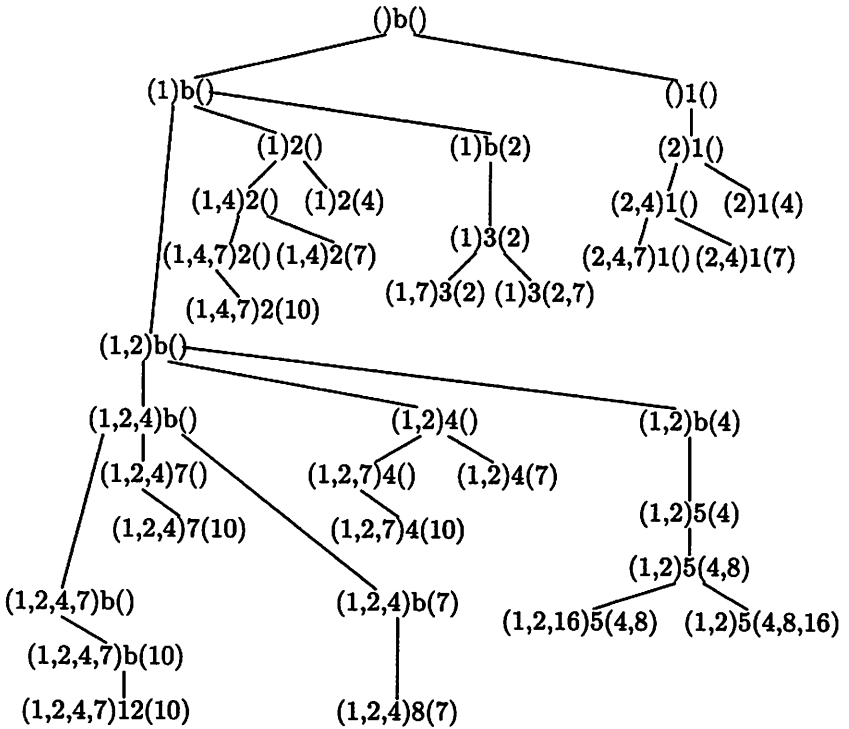 ()b()
(1)b() ()1()
(1)2() (1)b(2) (2)1()
(1,4)2() (1)2(4) (2,4)1() (2)1(4)
(1)3(2)
(1,4,7)2() (1,4)2(7) (2,4,7)1() (2,4)1(7)
(1,7)3(2) (1)3(2,7)
(1,4,7)2(10)
(1,2)b()
(1,2,4)b() (1,2)4() (1,2)b(4)
(1,2,4)7() (1,2,7)4() (1,2)4(7)
(1,2)5(4)
(1,2,4)7(10) (1,2,7)4(10)
(1,2)5(4,8)
(1,2,4,7)b() (1,2,4)b(7)
(1,2,16)5(4,8) (1,2)5(4,8,16)
(1,2,4,7)b(10)
(1,2,4,7)12(10) (1,2,4)8(7)